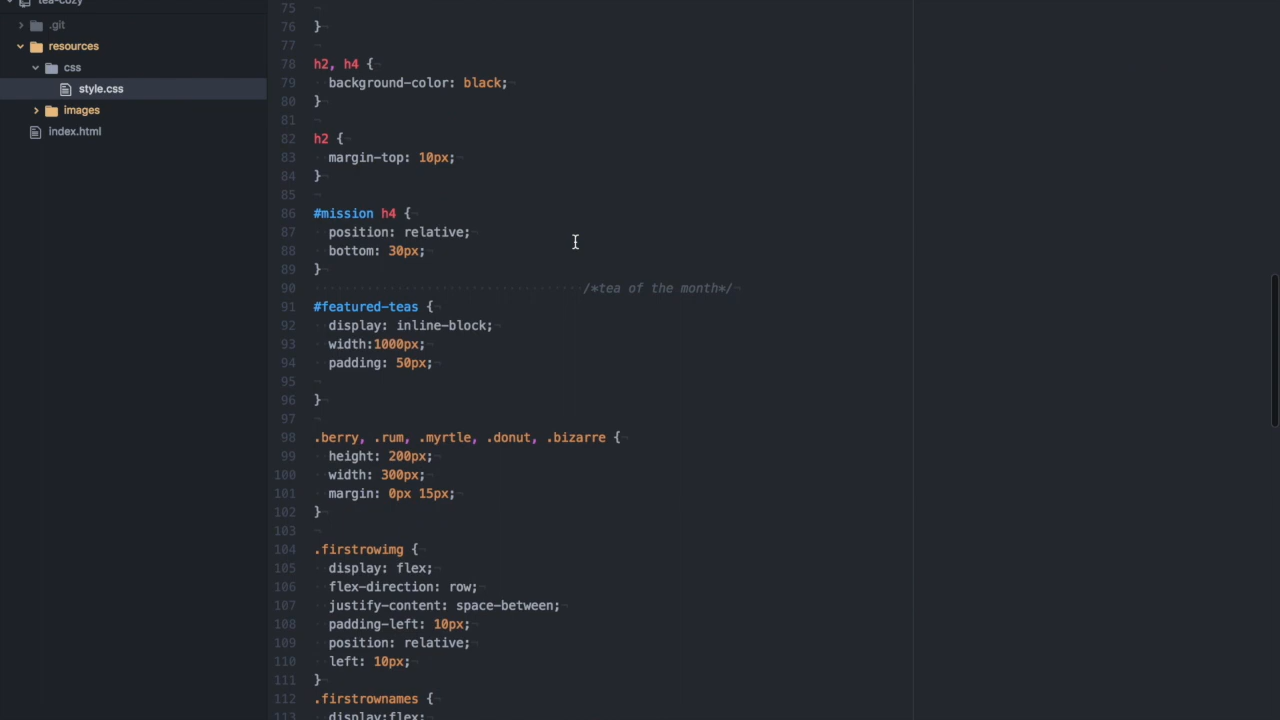 tea-cozy
.git
resources
css
style.css
images
index.html
75
76 }
77
78 h2, h4 {
79 background-color: black;
80 }
81
82 h2 {
83 margin-top: 10px;
84 }
85
86 #mission h4 {
87 position: relative;
88 bottom: 30px;
89 }
90 /*tea of the month*/
91 #featured-teas {
92 display: inline-block;
93 width:1000px;
94 padding: 50px;
95
96 }
97
98 .berry, .rum, .myrtle, .donut, .bizarre {
99 height: 200px;
100 width: 300px;
101 margin: 0px 15px;
102 }
103
104 .firstrowimg {
105 display: flex;
106 flex-direction: row;
107 justify-content: space-between;
108 padding-left: 10px;
109 position: relative;
110 left: 10px;
111 }
112 .firstrownames {
113 display:flex;